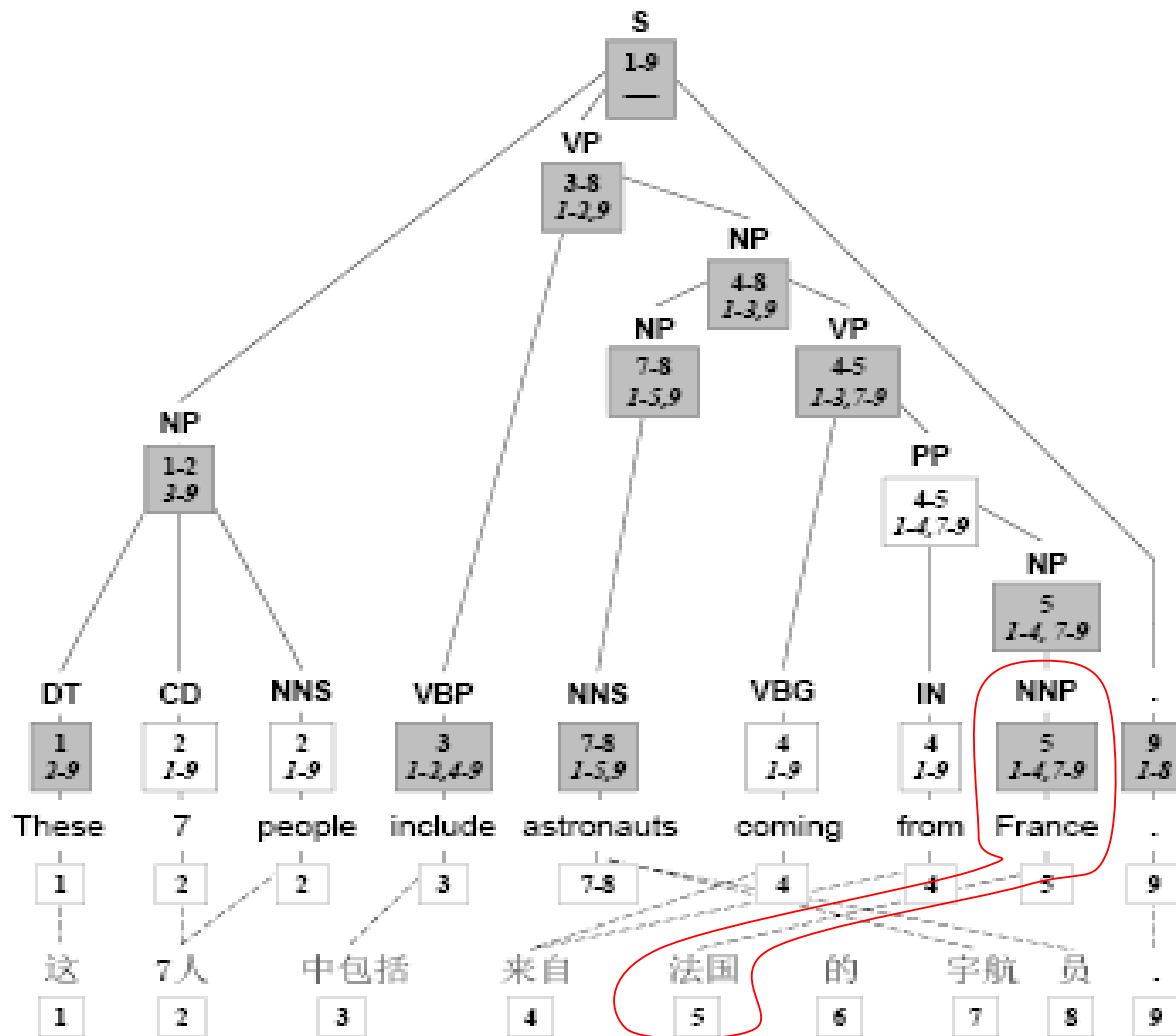 S
1-9
VP
3-8
1-2,9
NP
4-8
1-3,9
NP VP
7-8 4-5
1-5,9 1-3,7-9
NP PP
1-2 4-5
3-9 1-4,7-9
NP
5
1-4, 7-9
DT CD NNS VBP NNS VBG IN NNP .
1 2 2 3 7-8 4 4 5 9
2-9 1-9 1-9 1-2,4-9 1-5,9 1-9 1-9 1-4,7-9 1-8
These 7 people include astronauts coming from France .
1 2 2 3 7-8 4 4 5 9
这 7人 中包括 来自 法国 的 宇航 员 .
1 2 3 4 5 6 7 8 9